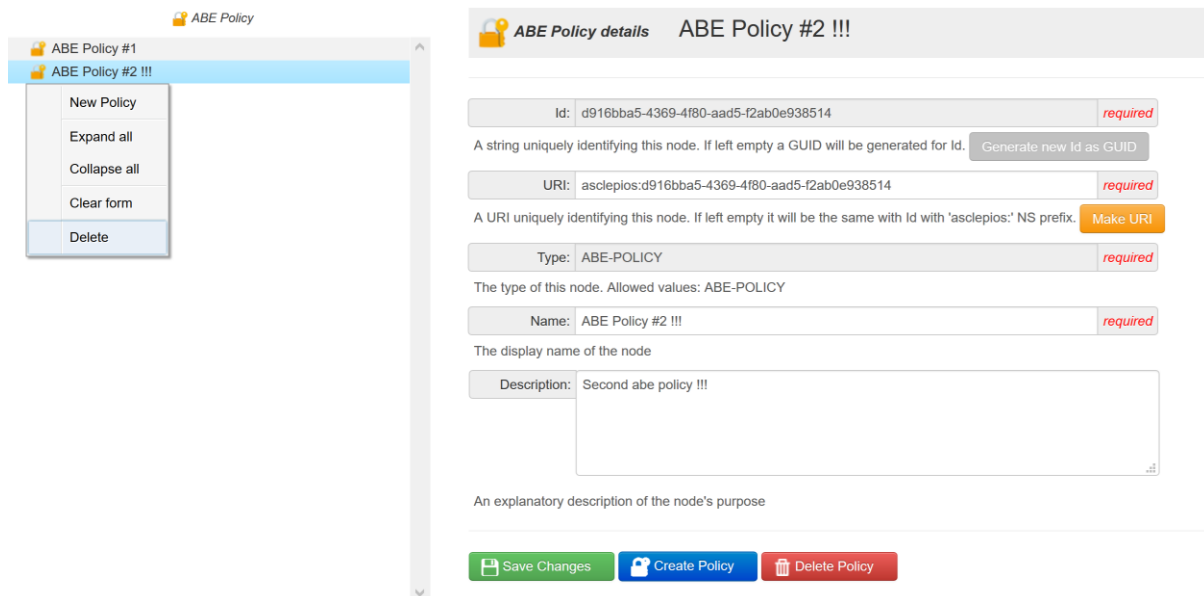 ABE Policy
ABE Policy #1
ABE Policy #2 !!!
New Policy
Expand all
Collapse all
Clear form
Delete
ABE Policy details ABE Policy #2 !!!
Id: d916bba5-4369-4f80-aad5-f2ab0e938514 required
A string uniquely identifying this node. If left empty a GUID will be generated for Id. Generate new Id as GUID
URI: asclepios:d916bba5-4369-4f80-aad5-f2ab0e938514 required
A URI uniquely identifying this node. If left empty it will be the same with Id with 'asclepios:' NS prefix. Make URI
Type: ABE-POLICY required
The type of this node. Allowed values: ABE-POLICY
Name: ABE Policy #2 !!! required
The display name of the node
Description: Second abe policy !!!
An explanatory description of the node's purpose
Save Changes Create Policy Delete Policy